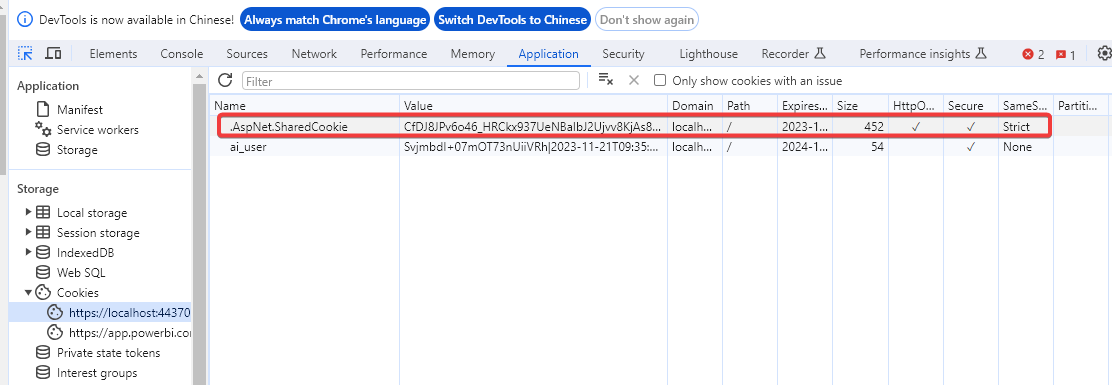 DevTools is now available in Chinese! Always match Chrome's language Switch DevTools to Chinese Don't show again
Elements Console Sources Network Performance Memory Application Security Lighthouse Recorder Performance insights 2 1
Application
Manifest
Service workers
Storage
Storage
Local storage
Session storage
IndexedDB
Web SQL
Cookies
https://localhost:44370
https://app.powerbi.co
Private state tokens
Interest groups
Filter Only show cookies with an issue
Name Value Domain Path Expires... Size HttpO... Secure SameS... Partiti...
.AspNet.SharedCookie CfDJ8JPv6o46_HRCkx937UeNBaIbJ2Ujvv8KjAs8... localh... / 2023-1... 452 ✓ ✓ Strict
ai_user Svjmbdl+07mOT73nUiiVRh|2023-11-21T09:35:... localh... / 2024-1... 54 ✓ None